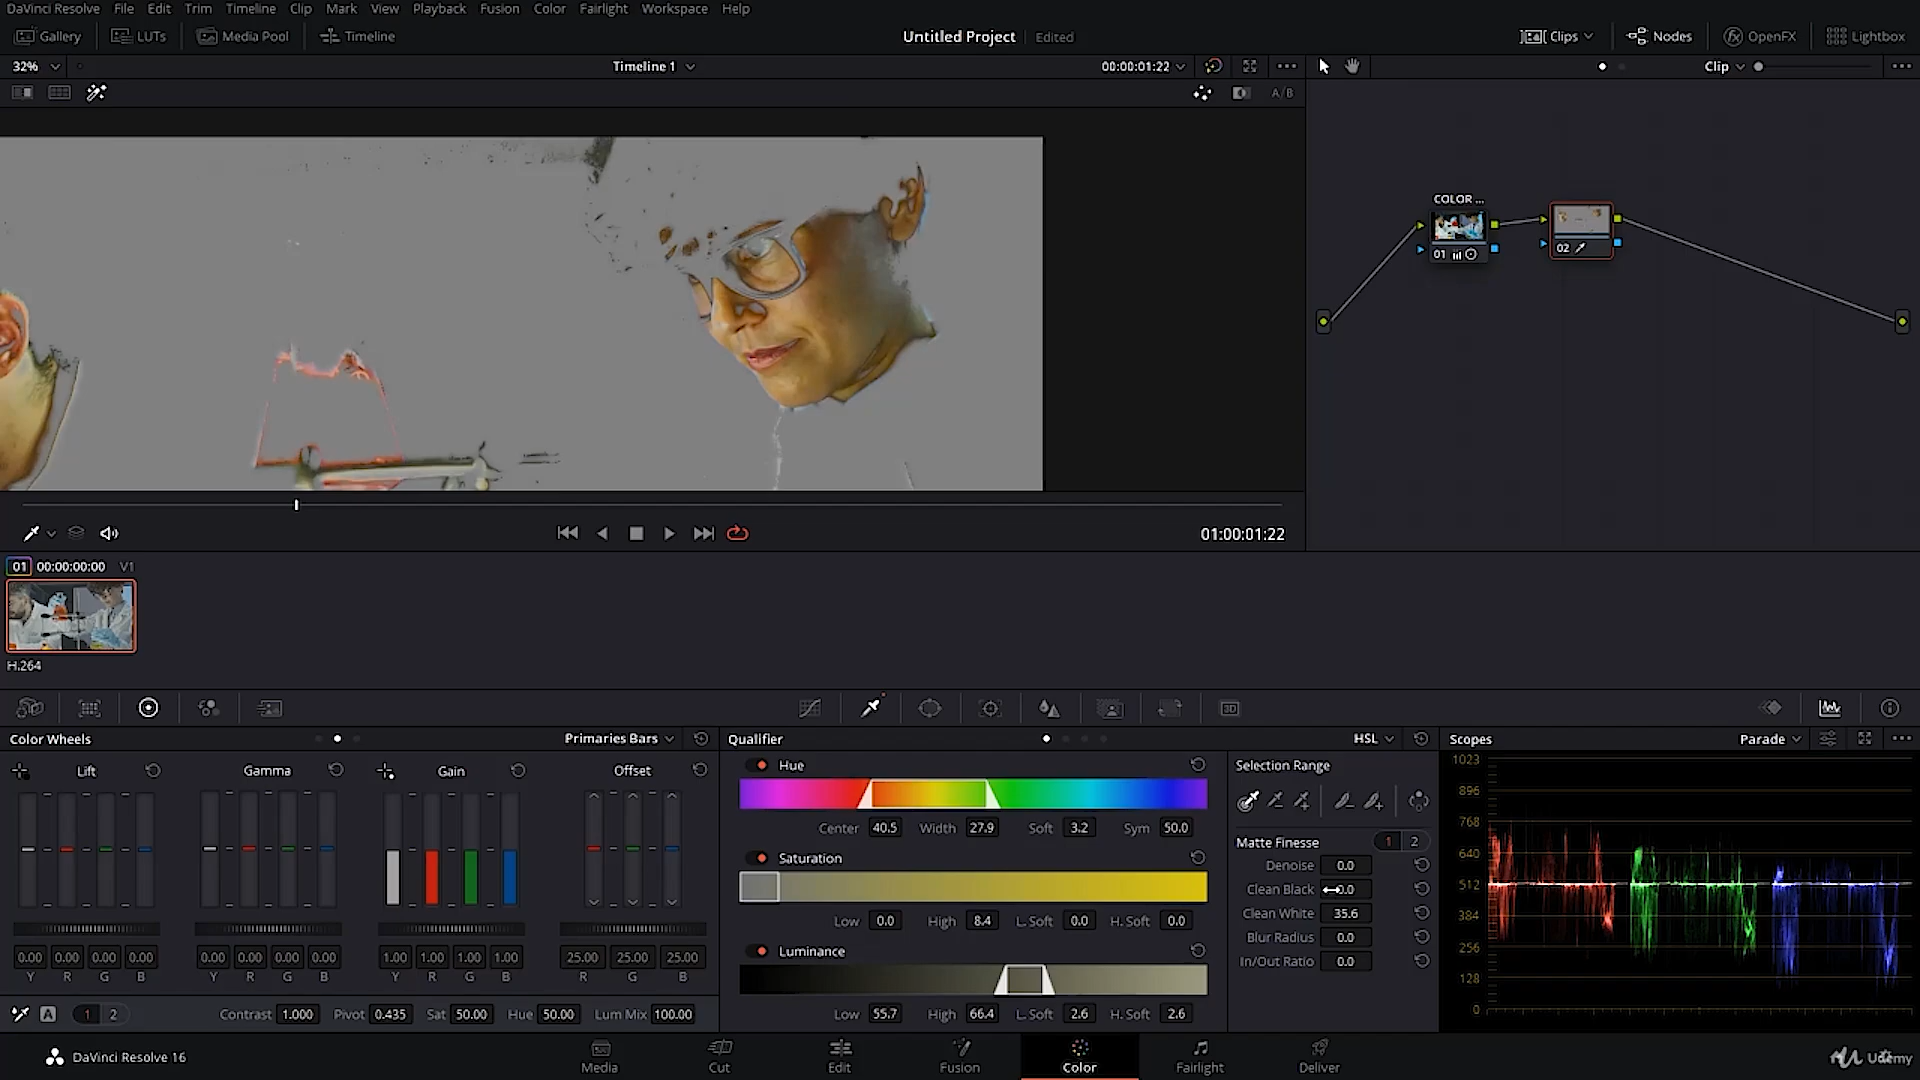 DaVinci Resolve File Edit Trim Timeline Clip Mark View Playback Fusion Color Fairlight Workspace Help
Gallery LUTs Media Pool Timeline Untitled Project Edited Clips Nodes OpenFX Lightbox
32% Timeline 1 00:00:01:22 Clip
A/B
COLOR ...
01 02
01:00:01:22
01 00:00:00:00 V1
H.264
3D
Color Wheels Primaries Bars Qualifier HSL Scopes Parade
Lift Gamma Gain Offset
Hue
Center 40.5 Width 27.9 Soft 3.2 Sym 50.0
Saturation
Low 0.0 High 8.4 L. Soft 0.0 H. Soft 0.0
Luminance
Low 55.7 High 66.4 L. Soft 2.6 H. Soft 2.6
Selection Range
Matte Finesse 1 2
Denoise 0.0
Clean Black 0.0
Clean White 35.6
Blur Radius 0.0
In/Out Ratio 0.0
1023
896
768
640
512
384
256
128
0
0.00 0.00 0.00 0.00 0.00 0.00 0.00 0.00 1.00 1.00 1.00 1.00 25.00 25.00 25.00
Y R G B Y R G B Y R G B R G B
A 1 2 Contrast 1.000 Pivot 0.435 Sat 50.00 Hue 50.00 Lum Mix 100.00
DaVinci Resolve 16 Media Cut Edit Fusion Color Fairlight Deliver
Udemy